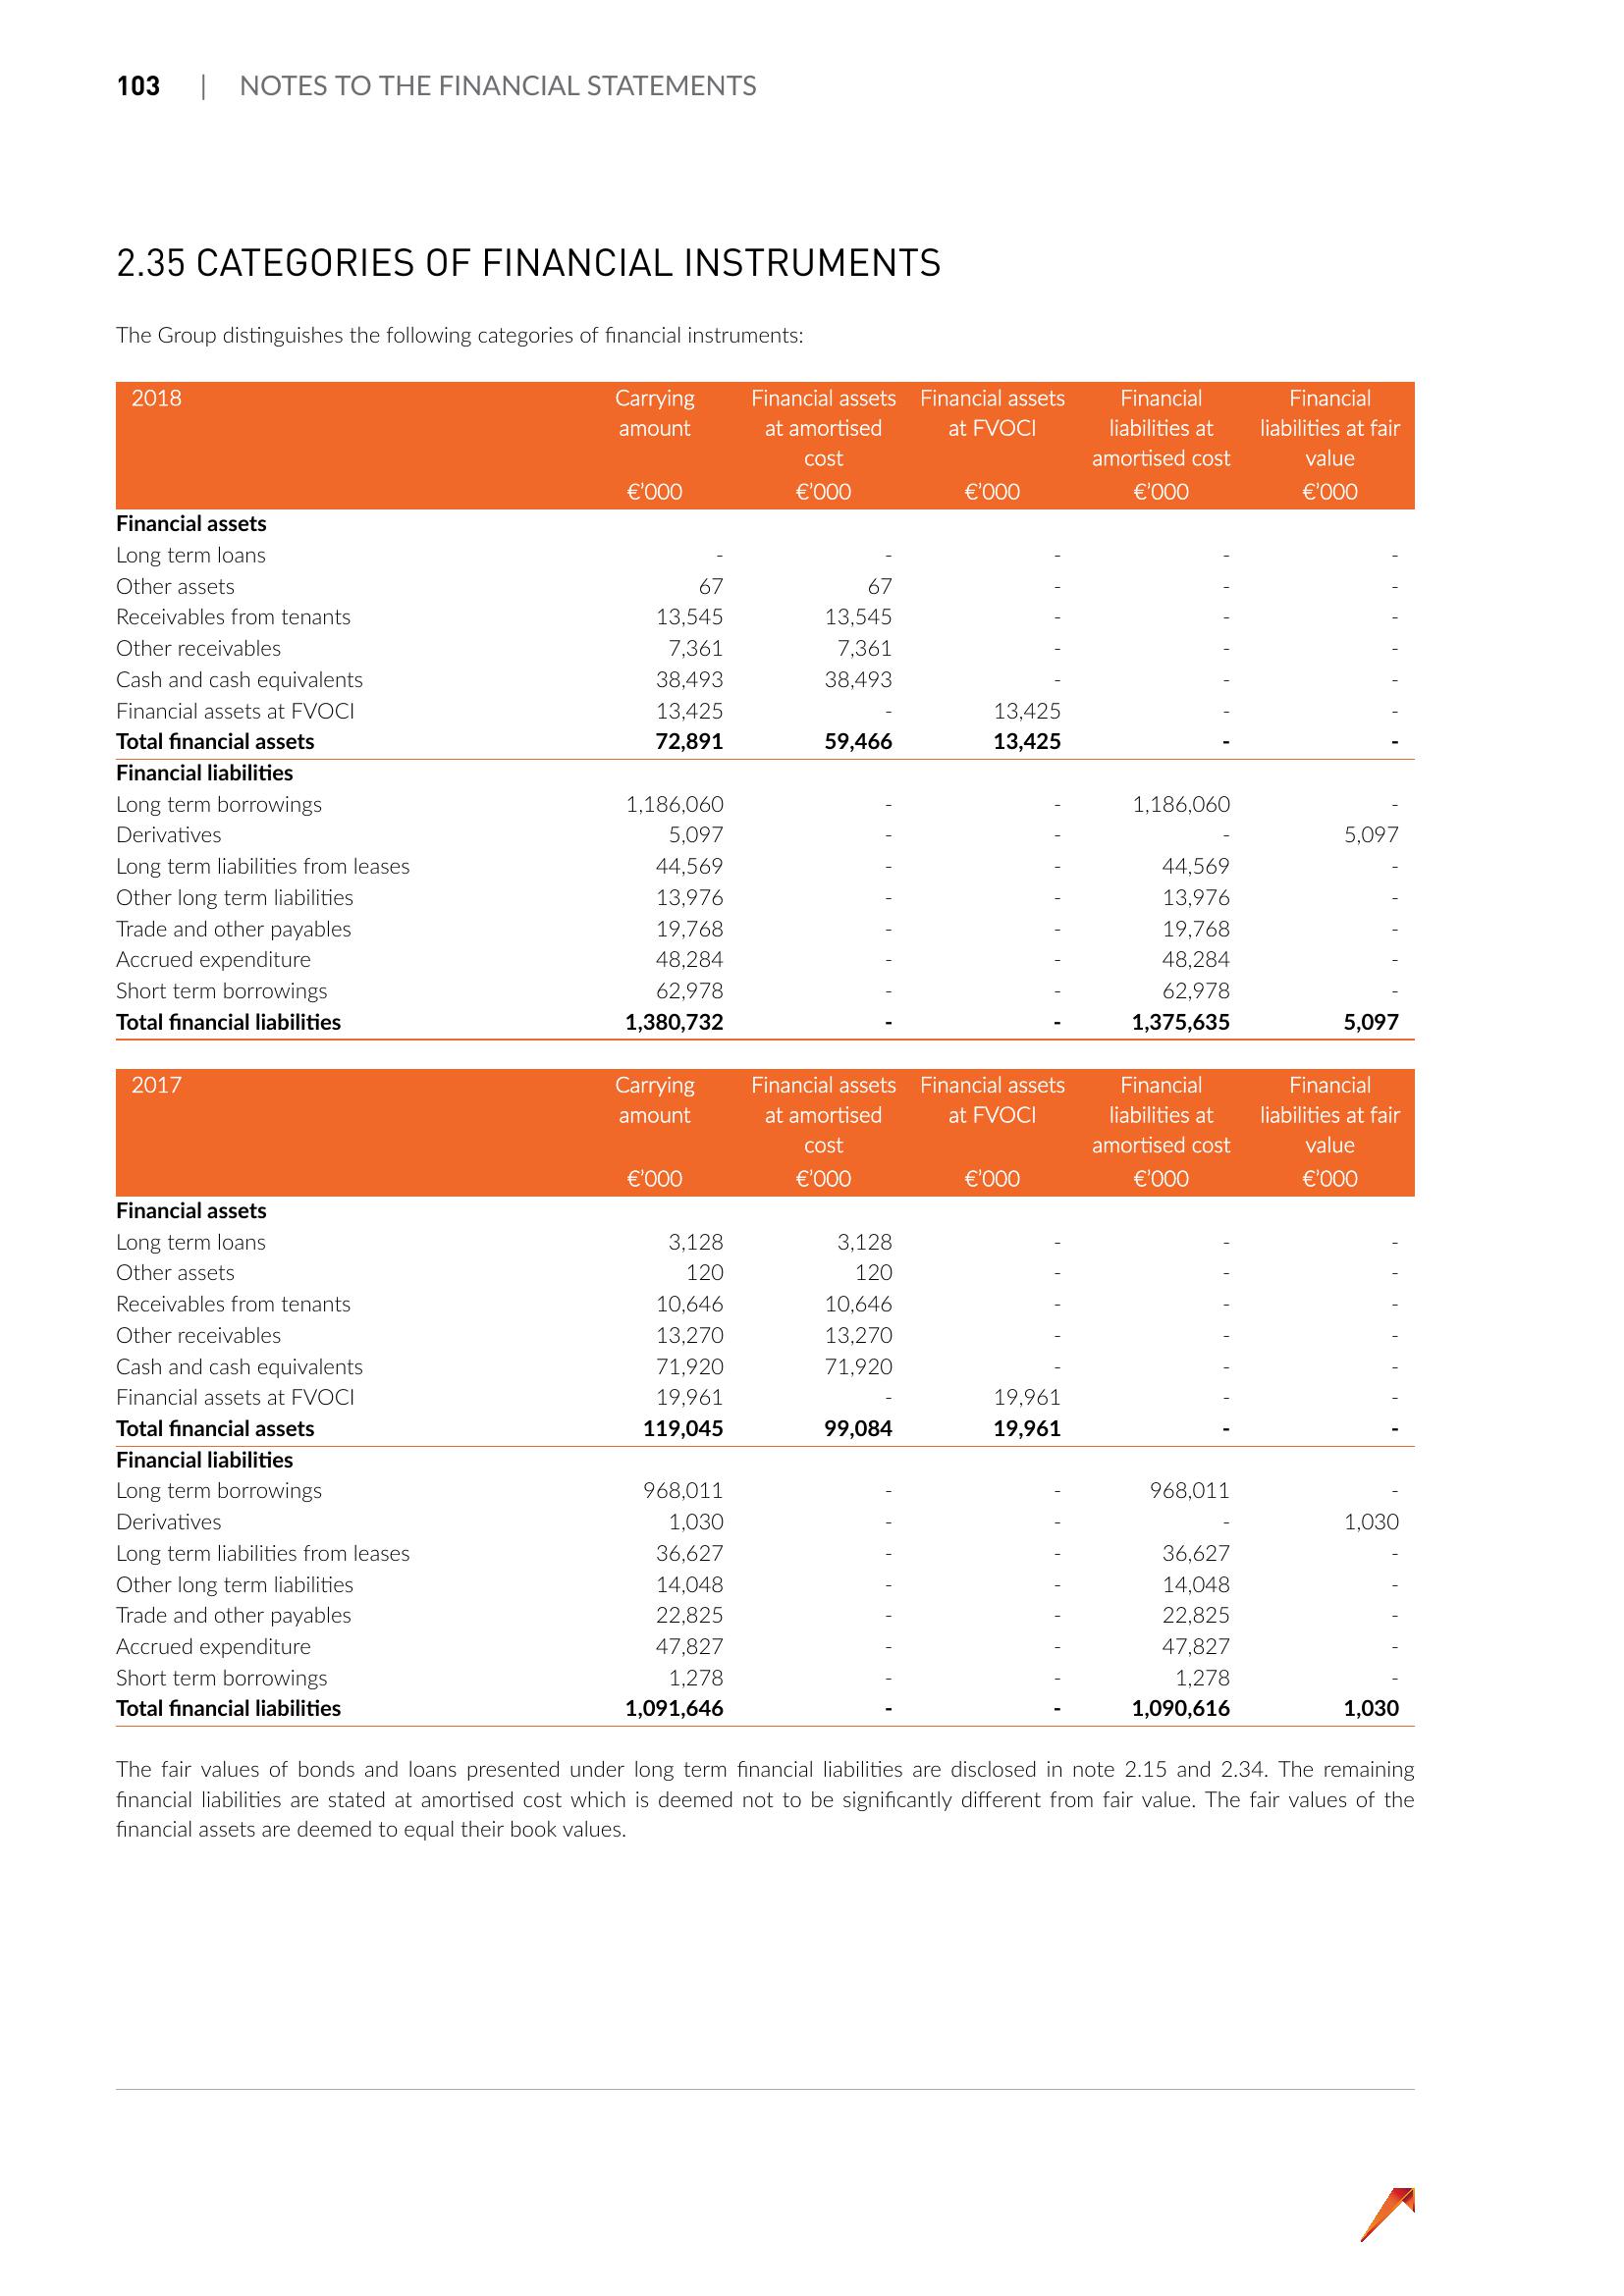 103 | NOTES TO THE FINANCIAL STATEMENTS
2.35 CATEGORIES OF FINANCIAL INSTRUMENTS
The Group distinguishes the following categories of financial instruments:
2018 Carrying Financial assets Financial assets Financial Financial
amount at amortised at FVOCI liabilities at liabilities at fair
cost amortised cost value
€'000 €'000 €'000 €'000 €'000
Financial assets
Long term loans - - - - -
Other assets 67 67 - - -
Receivables from tenants 13,545 13,545 - - -
Other receivables 7,361 7,361 - - -
Cash and cash equivalents 38,493 38,493 - - -
Financial assets at FVOCI 13,425 - 13,425 - -
Total financial assets 72,891 59,466 13,425 - -
Financial liabilities
Long term borrowings 1,186,060 - - 1,186,060 -
Derivatives 5,097 - - - 5,097
Long term liabilities from leases 44,569 - - 44,569 -
Other long term liabilities 13,976 - - 13,976 -
Trade and other payables 19,768 - - 19,768 -
Accrued expenditure 48,284 - - 48,284 -
Short term borrowings 62,978 - - 62,978 -
Total financial liabilities 1,380,732 - - 1,375,635 5,097
2017 Carrying Financial assets Financial assets Financial Financial
amount at amortised at FVOCI liabilities at liabilities at fair
cost amortised cost value
€'000 €'000 €'000 €'000 €'000
Financial assets
Long term loans 3,128 3,128 - - -
Other assets 120 120 - - -
Receivables from tenants 10,646 10,646 - - -
Other receivables 13,270 13,270 - - -
Cash and cash equivalents 71,920 71,920 - - -
Financial assets at FVOCI 19,961 - 19,961 - -
Total financial assets 119,045 99,084 19,961 - -
Financial liabilities
Long term borrowings 968,011 - - 968,011 -
Derivatives 1,030 - - - 1,030
Long term liabilities from leases 36,627 - - 36,627 -
Other long term liabilities 14,048 - - 14,048 -
Trade and other payables 22,825 - - 22,825 -
Accrued expenditure 47,827 - - 47,827 -
Short term borrowings 1,278 - - 1,278 -
Total financial liabilities 1,091,646 - - 1,090,616 1,030
The fair values of bonds and loans presented under long term financial liabilities are disclosed in note 2.15 and 2.34. The remaining
financial liabilities are stated at amortised cost which is deemed not to be significantly different from fair value. The fair values of the
financial assets are deemed to equal their book values.